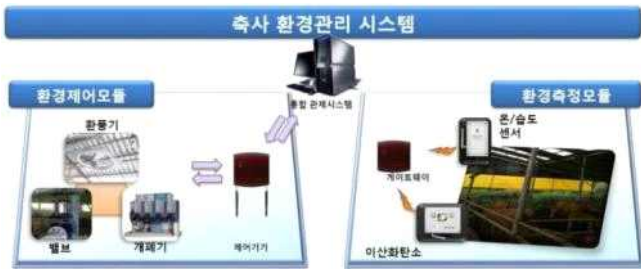 축사 환경관리 시스템
통합 관제시스템
환경제어모듈
환풍기
밸브
개폐기
제어기기
환경측정모듈
온/습도
센서
게이트웨이
이산화탄소